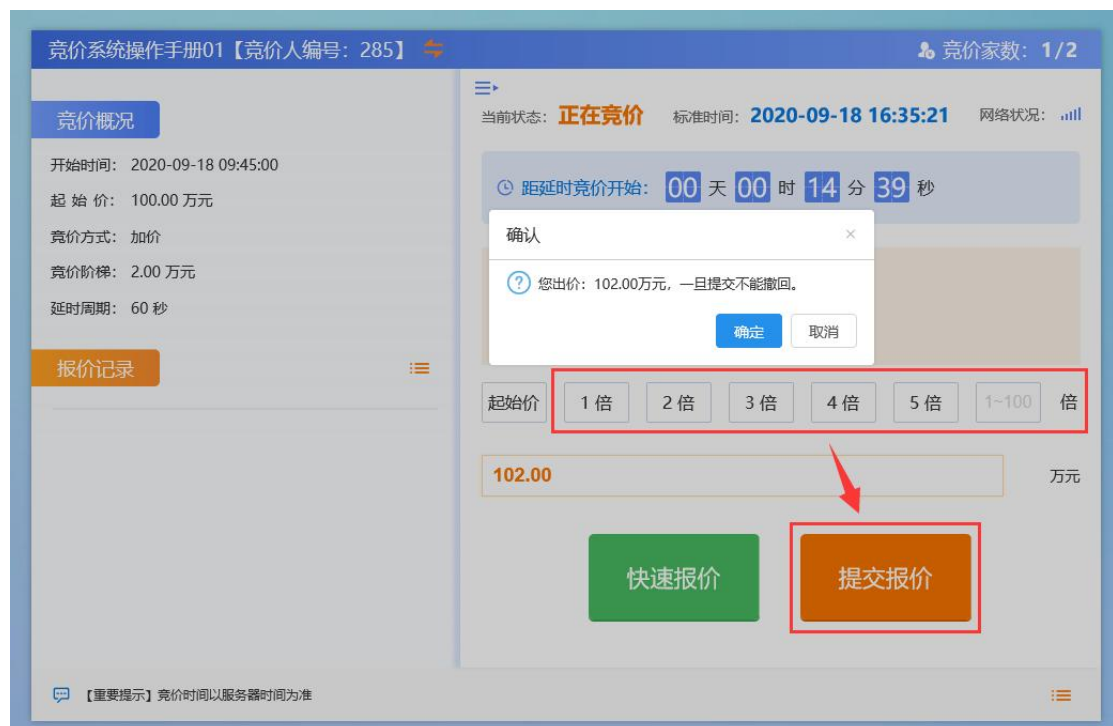 竞价系统操作手册01【竞价人编号：285】
竞价家数：1/2
竞价概况
开始时间： 2020-09-18 09:45:00
起 始 价： 100.00 万元
竞价方式： 加价
竞价阶梯： 2.00 万元
延时周期： 60 秒
报价记录
当前状态：正在竞价 标准时间：2020-09-18 16:35:21 网络状况：
距延时竞价开始：00 天 00 时 14 分 39 秒
确认 ×
您出价：102.00万元，一旦提交不能撤回。
确定 取消
起始价 1 倍 2 倍 3 倍 4 倍 5 倍 1~100 倍
102.00 万元
快速报价 提交报价
【重要提示】竞价时间以服务器时间为准